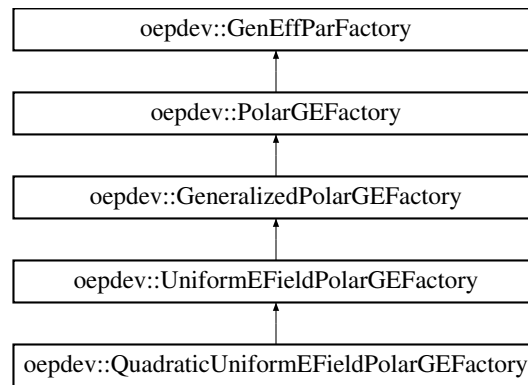 oepdev::GenEffParFactory
oepdev::PolarGEFactory
oepdev::GeneralizedPolarGEFactory
oepdev::UniformEFieldPolarGEFactory
oepdev::QuadraticUniformEFieldPolarGEFactory